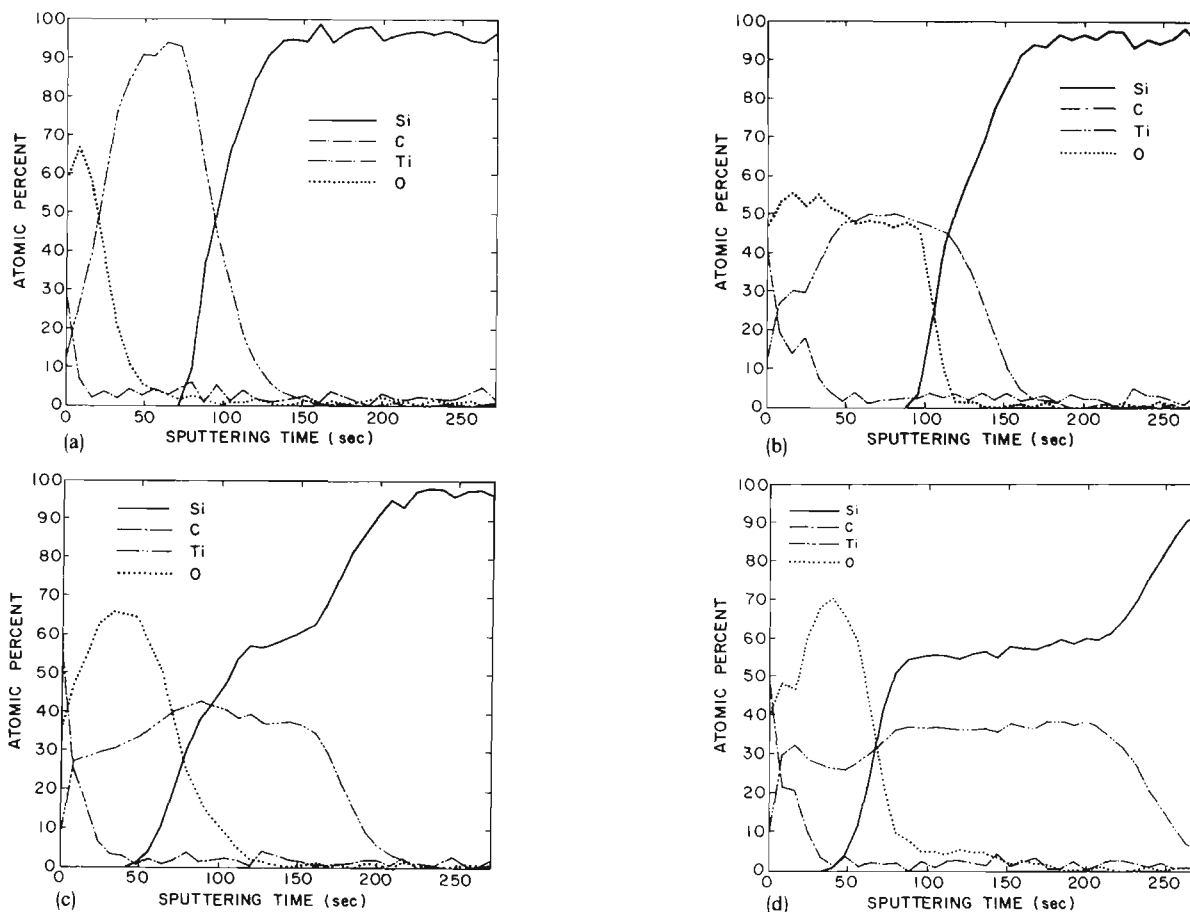 100
90
80
70
60
50
40
30
20
10
0
ATOMIC PERCENT
Si
C
Ti
O
0 50 100 150 200 250
(a) SPUTTERING TIME (sec)
100
90
80
70
60
50
40
30
20
10
0
ATOMIC PERCENT
Si
C
Ti
O
0 50 100 150 200 250
(b) SPUTTERING TIME (sec)
100
90
80
70
60
50
40
30
20
10
0
ATOMIC PERCENT
Si
C
Ti
O
0 50 100 150 200 250
(c) SPUTTERING TIME (sec)
100
90
80
70
60
50
40
30
20
10
0
ATOMIC PERCENT
Si
C
Ti
O
0 50 100 150 200 250
(d) SPUTTERING TIME (sec)